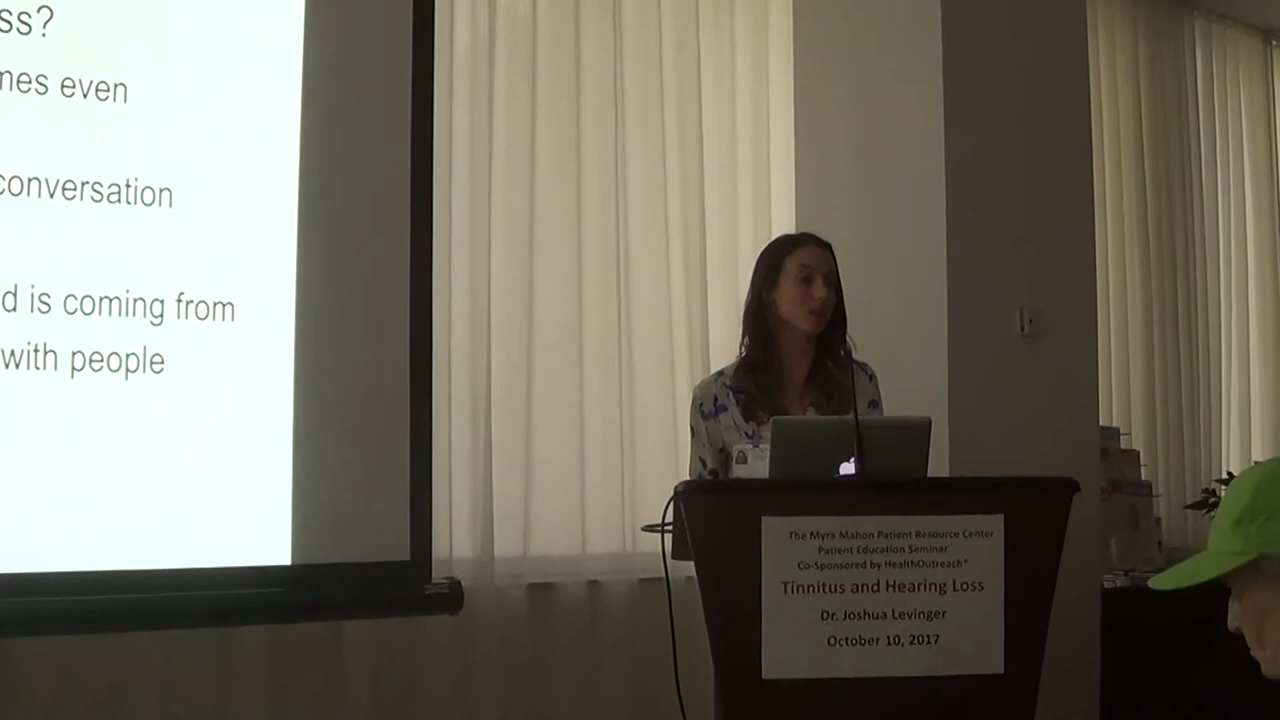 ss?
mes even
conversation
d is coming from
with people
The Myra Mahon Patient Resource Center
Patient Education Seminar
Co-Sponsored by HealthOutreach®
Tinnitus and Hearing Loss
Dr. Joshua Levinger
October 10, 2017